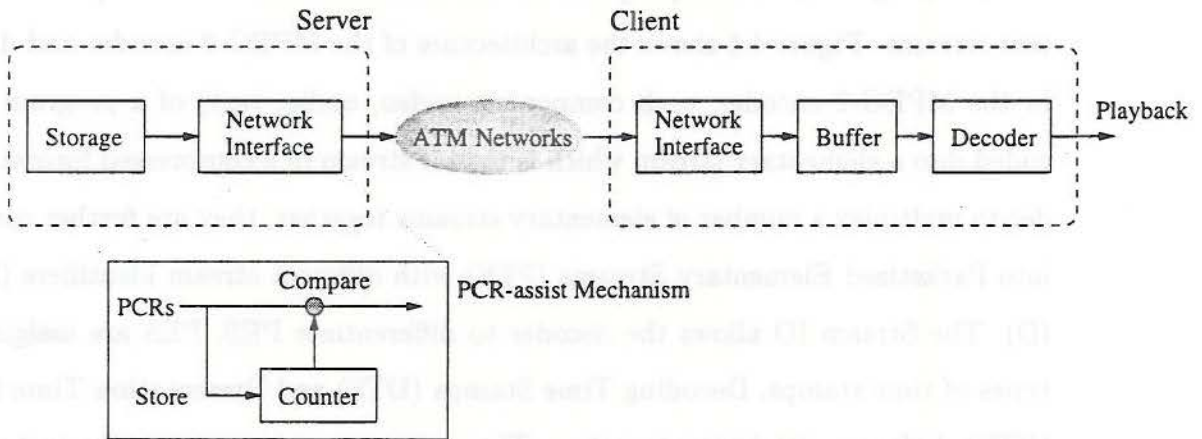 Server
Client
Storage
Network
Interface
ATM Networks
Network
Interface
Buffer
Decoder
Playback
PCRs
Compare
PCR-assist Mechanism
Store
Counter